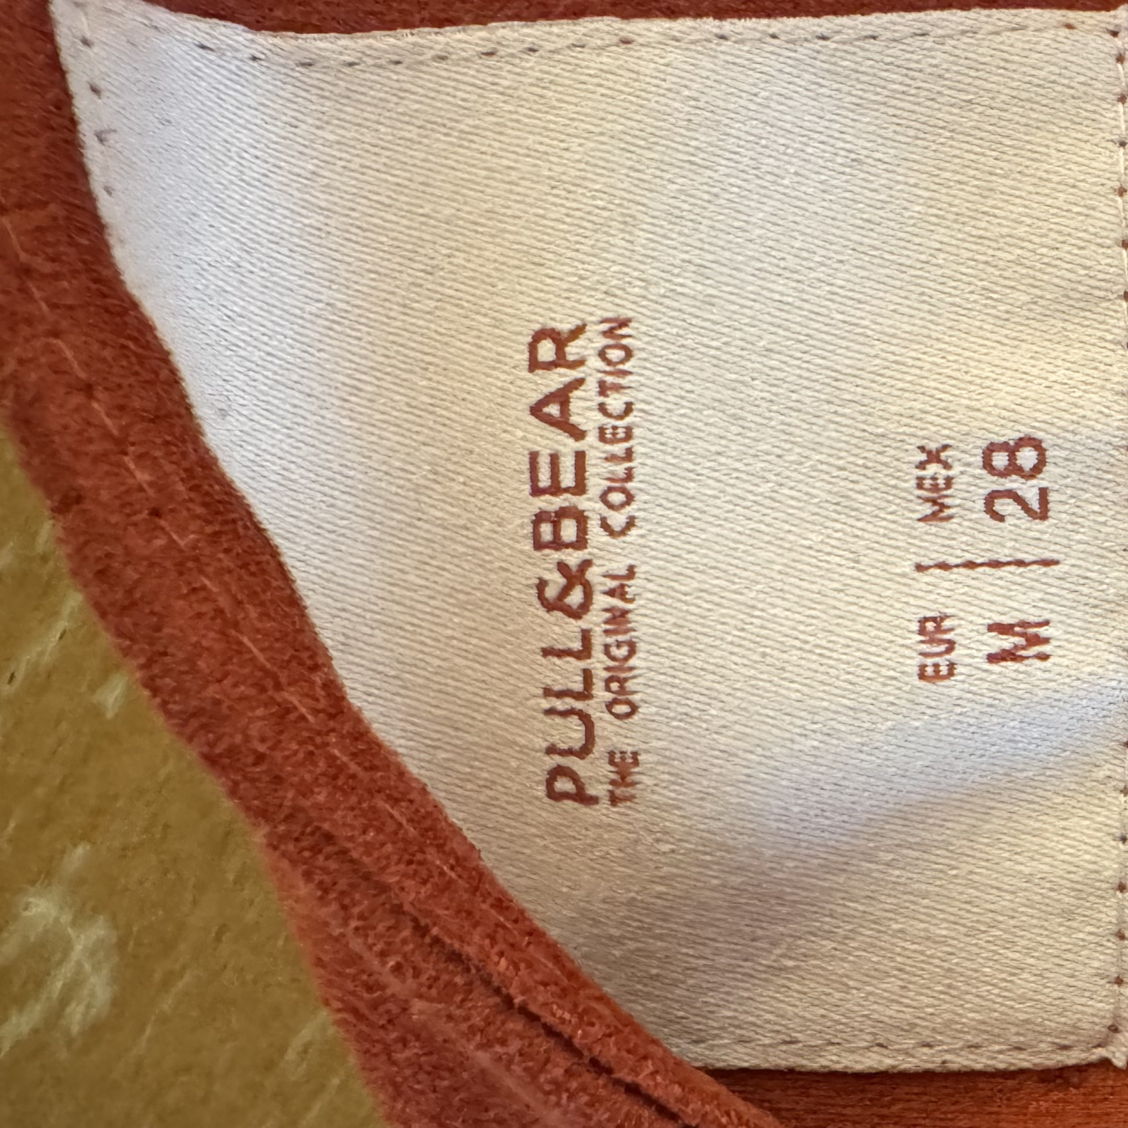 PULL&BEAR
THE ORIGINAL COLLECTION
EUR | MEX
M | 28